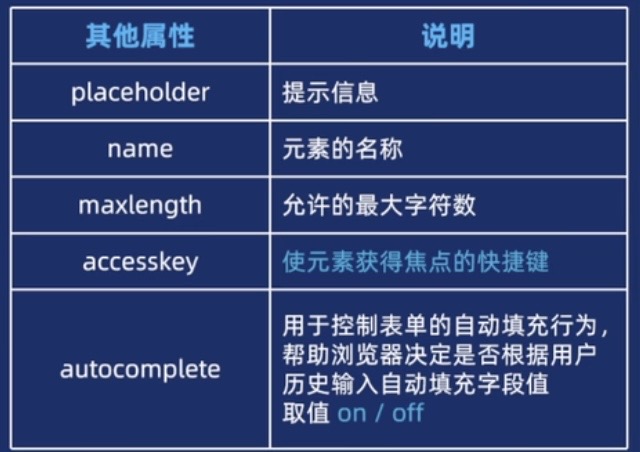 其他属性 说明
placeholder 提示信息
name 元素的名称
maxlength 允许的最大字符数
accesskey 使元素获得焦点的快捷键
autocomplete
用于控制表单的自动填充行为，
帮助浏览器决定是否根据用户
历史输入自动填充字段值
取值 on / off